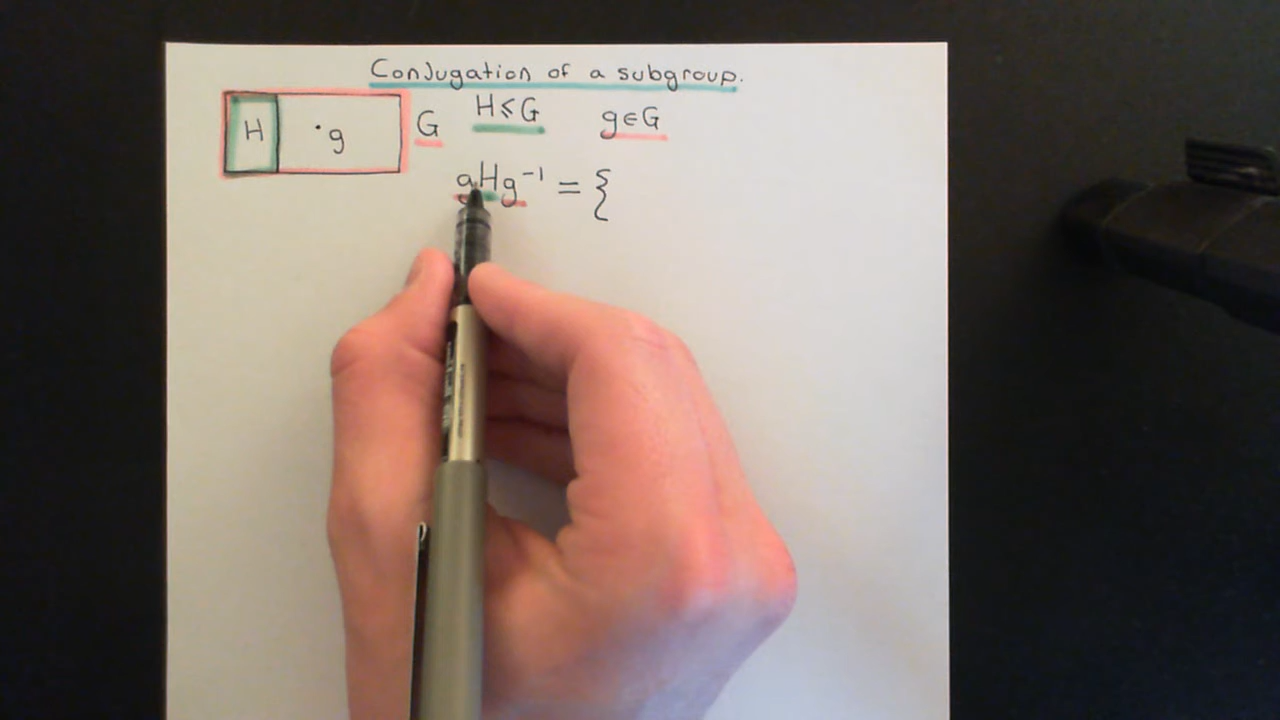 Conjugation of a subgroup.
H g G H≤G g∈G
gHg⁻¹ = {